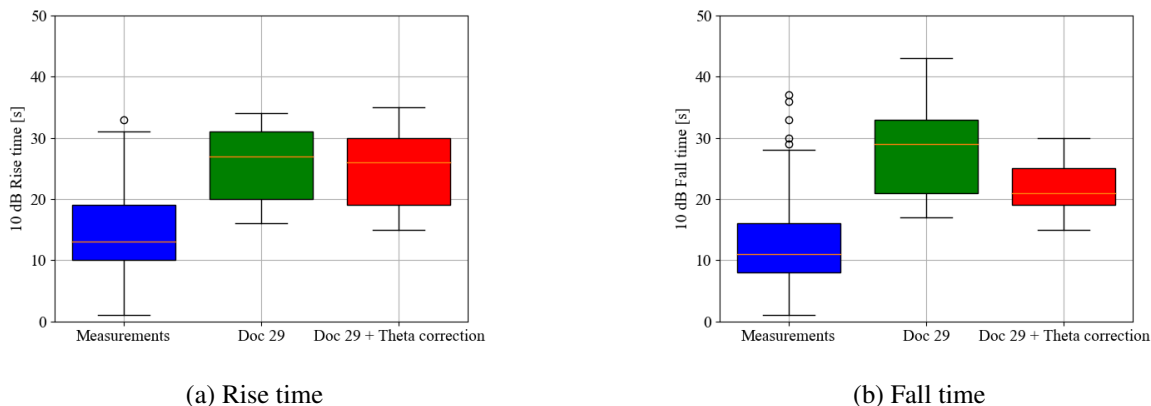 50
40
30
20
10
0
10 dB Rise time [s]
Measurements
Doc 29
Doc 29 + Theta correction
(a) Rise time
50
40
30
20
10
0
10 dB Fall time [s]
Measurements
Doc 29
Doc 29 + Theta correction
(b) Fall time